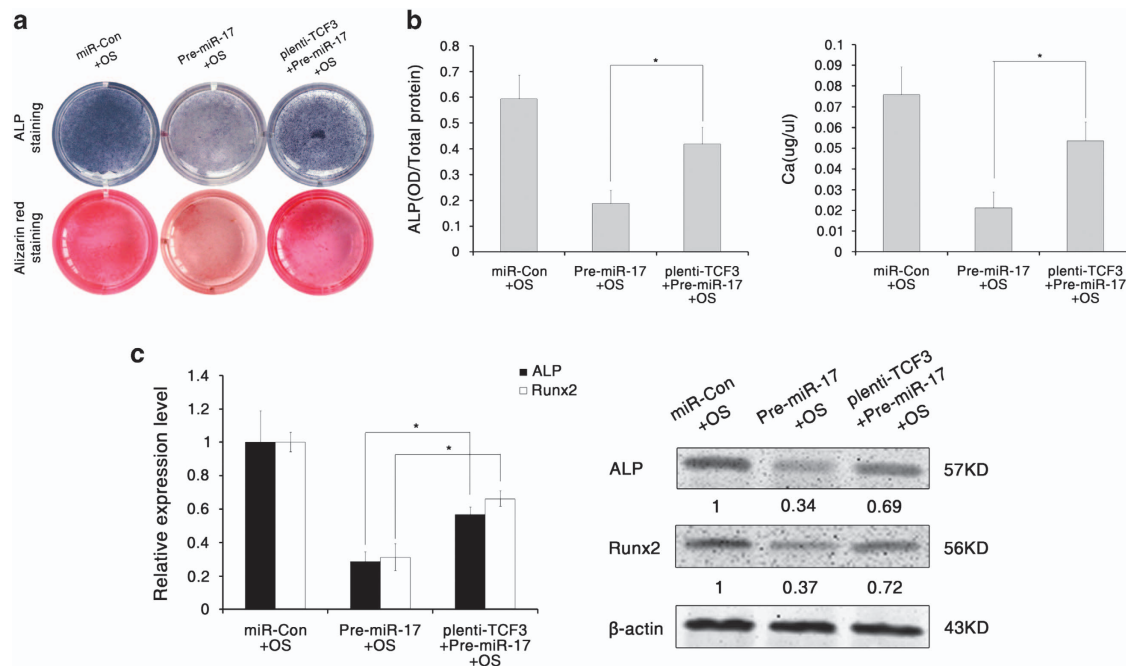 a
miR-Con
+OS
Pre-miR-17
+OS
plenti-TCF3
+Pre-miR-17
+OS
ALP
staining
Alizarin red
staining
b
ALP(OD/Total protein)
0.8
0.7
0.6
0.5
0.4
0.3
0.2
0.1
0
*
miR-Con
+OS
Pre-miR-17
+OS
plenti-TCF3
+Pre-miR-17
+OS
Ca(ug/ul)
0.1
0.09
0.08
0.07
0.06
0.05
0.04
0.03
0.02
0.01
0
*
miR-Con
+OS
Pre-miR-17
+OS
plenti-TCF3
+Pre-miR-17
+OS
c
Relative expression level
1.4
1.2
1
0.8
0.6
0.4
0.2
0
ALP
Runx2
*
*
miR-Con
+OS
Pre-miR-17
+OS
plenti-TCF3
+Pre-miR-17
+OS
miR-Con
+OS
Pre-miR-17
+OS
plenti-TCF3
+Pre-miR-17
+OS
ALP 57KD
1 0.34 0.69
Runx2 56KD
1 0.37 0.72
β-actin 43KD